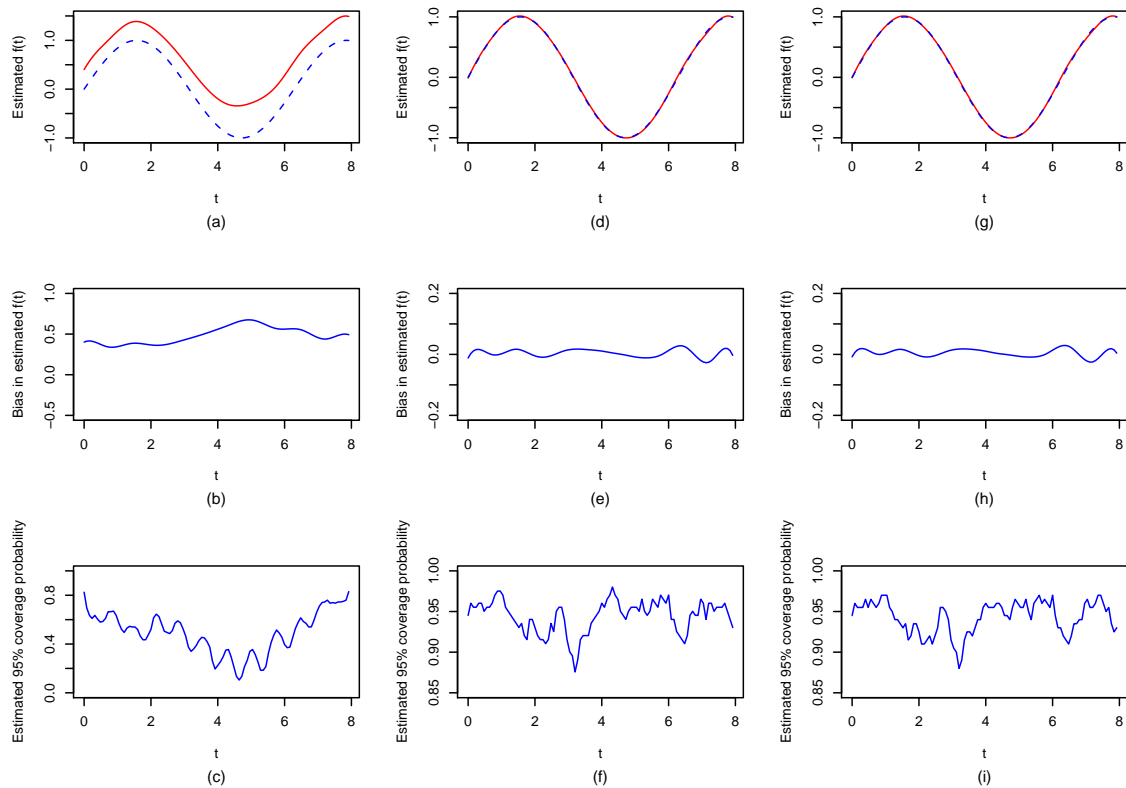 Estimated f(t)
1.0
0.0
−1.0
0 2 4 6 8
t
(a)
Estimated f(t)
1.0
0.0
−1.0
0 2 4 6 8
t
(d)
Estimated f(t)
1.0
0.0
−1.0
0 2 4 6 8
t
(g)
Bias in estimated f(t)
1.0
0.5
0.0
−0.5
0 2 4 6 8
t
(b)
Bias in estimated f(t)
0.2
0.0
−0.2
0 2 4 6 8
t
(e)
Bias in estimated f(t)
0.2
0.0
−0.2
0 2 4 6 8
t
(h)
Estimated 95% coverage probability
0.8
0.4
0.0
0 2 4 6 8
t
(c)
Estimated 95% coverage probability
1.00
0.95
0.90
0.85
0 2 4 6 8
t
(f)
Estimated 95% coverage probability
1.00
0.95
0.90
0.85
0 2 4 6 8
t
(i)